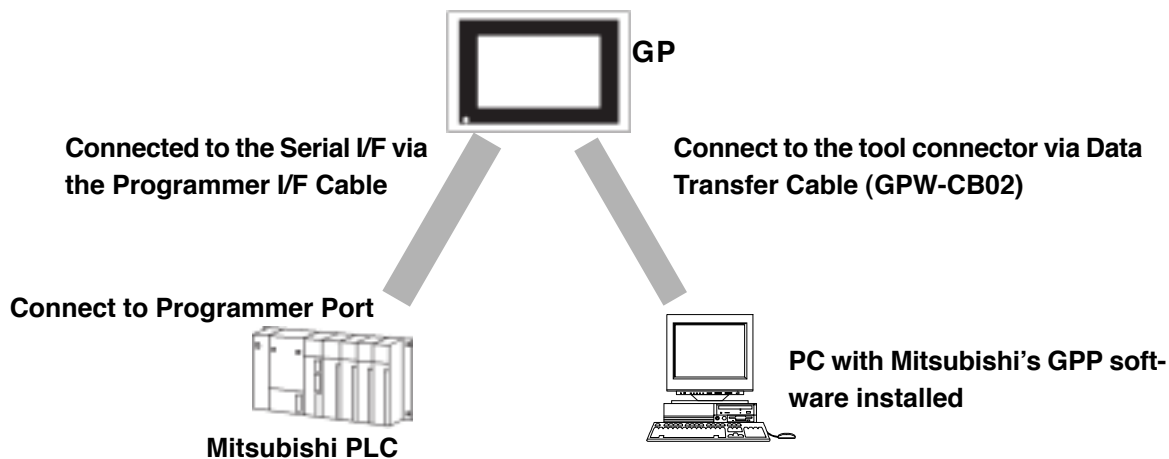 GP
Connected to the Serial I/F via
the Programmer I/F Cable
Connect to the tool connector via Data
Transfer Cable (GPW-CB02)
Connect to Programmer Port
Mitsubishi PLC
PC with Mitsubishi's GPP soft-
ware installed